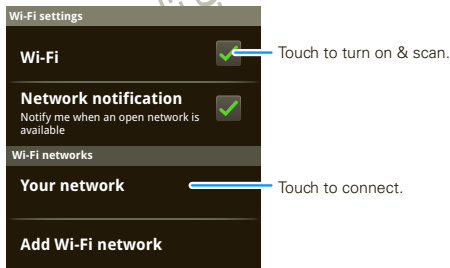 Wi-Fi settings
Wi-Fi
Touch to turn on & scan.
Network notification
Notify me when an open network is
available
Wi-Fi networks
Your network
Touch to connect.
Add Wi-Fi network